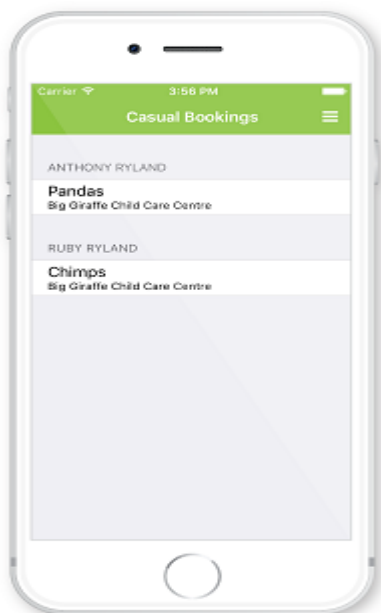 Carrier 3:56 PM
Casual Bookings
ANTHONY RYLAND
Pandas
Big Giraffe Child Care Centre
RUBY RYLAND
Chimps
Big Giraffe Child Care Centre